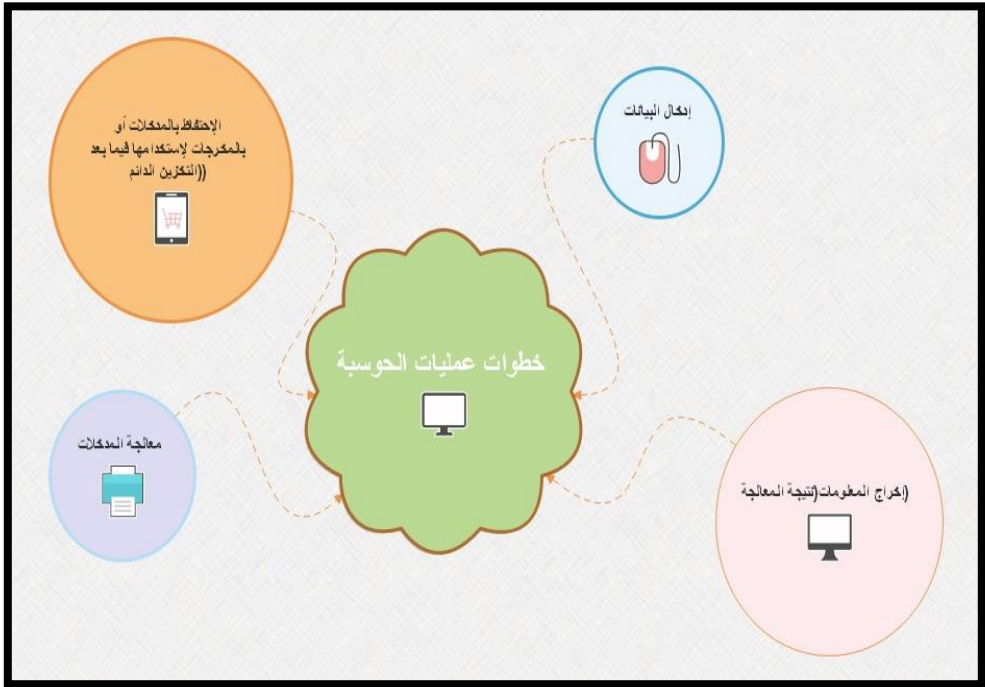 إدخال البيانات
الإحتفاظ بالمدخلات أو
بالمخرجات لإستخدامها فيما بعد
((التخزين الدائم
خطوات عمليات الحوسبة
معالجة المدخلات
(إخراج المعلومات(نتيجة المعالجة